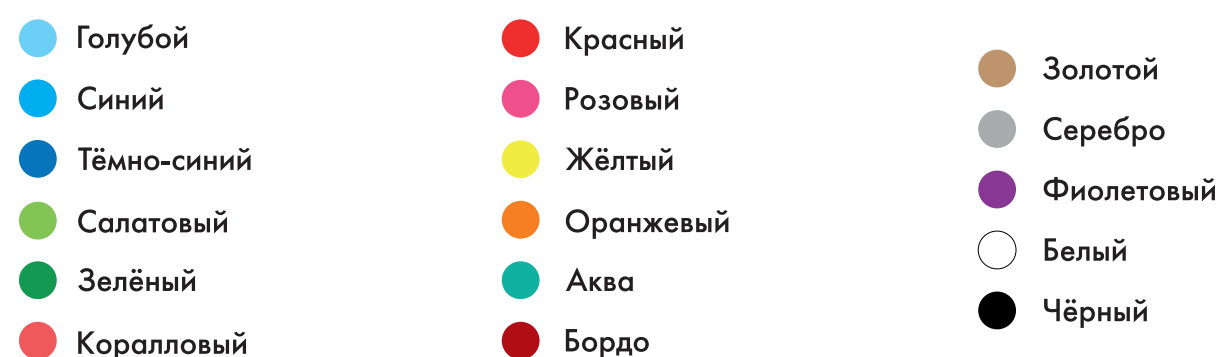 Голубой
Синий
Тёмно-синий
Салатовый
Зелёный
Коралловый
Красный
Розовый
Жёлтый
Оранжевый
Аква
Бордо
Золотой
Серебро
Фиолетовый
Белый
Чёрный